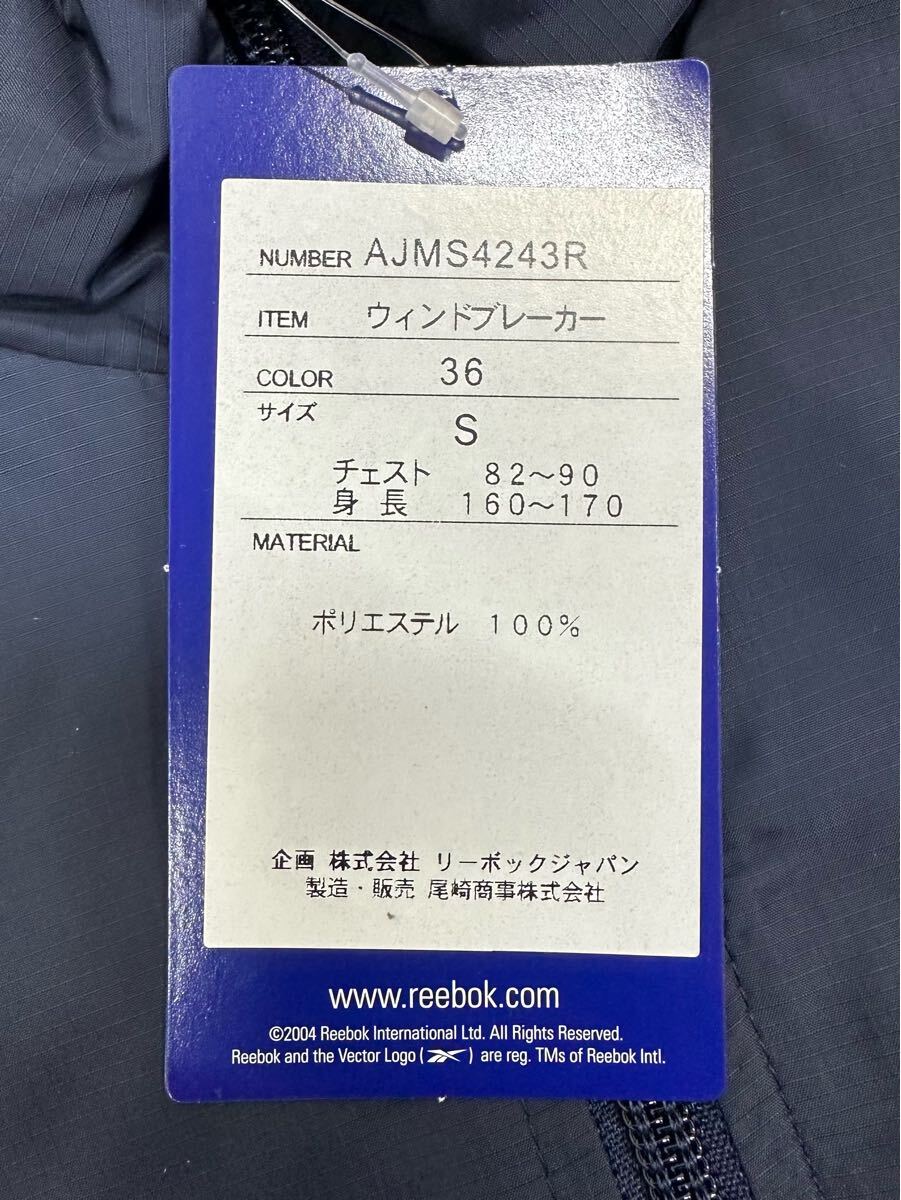 NUMBER AJMS4243R
ITEM ウィンドブレーカー
COLOR 36
サイズ
S
チェスト 82～90
身長 160～170
MATERIAL
ポリエステル 100%
企画 株式会社 リーボックジャパン
製造・販売 尾崎商事株式会社
www.reebok.com
©2004 Reebok International Ltd. All Rights Reserved.
Reebok and the Vector Logo ( ) are reg. TMs of Reebok Intl.